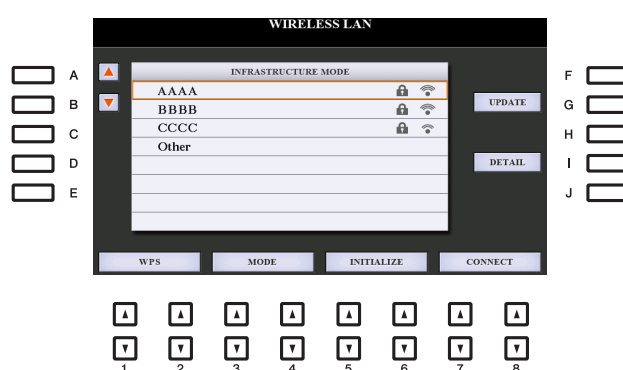 WIRELESS LAN
A
INFRASTRUCTURE MODE
F
AAAA
B
BBBB
UPDATE
G
C
CCCC
H
Other
D
DETAIL
I
E
J
WPS MODE INITIALIZE CONNECT
1 2 3 4 5 6 7 8